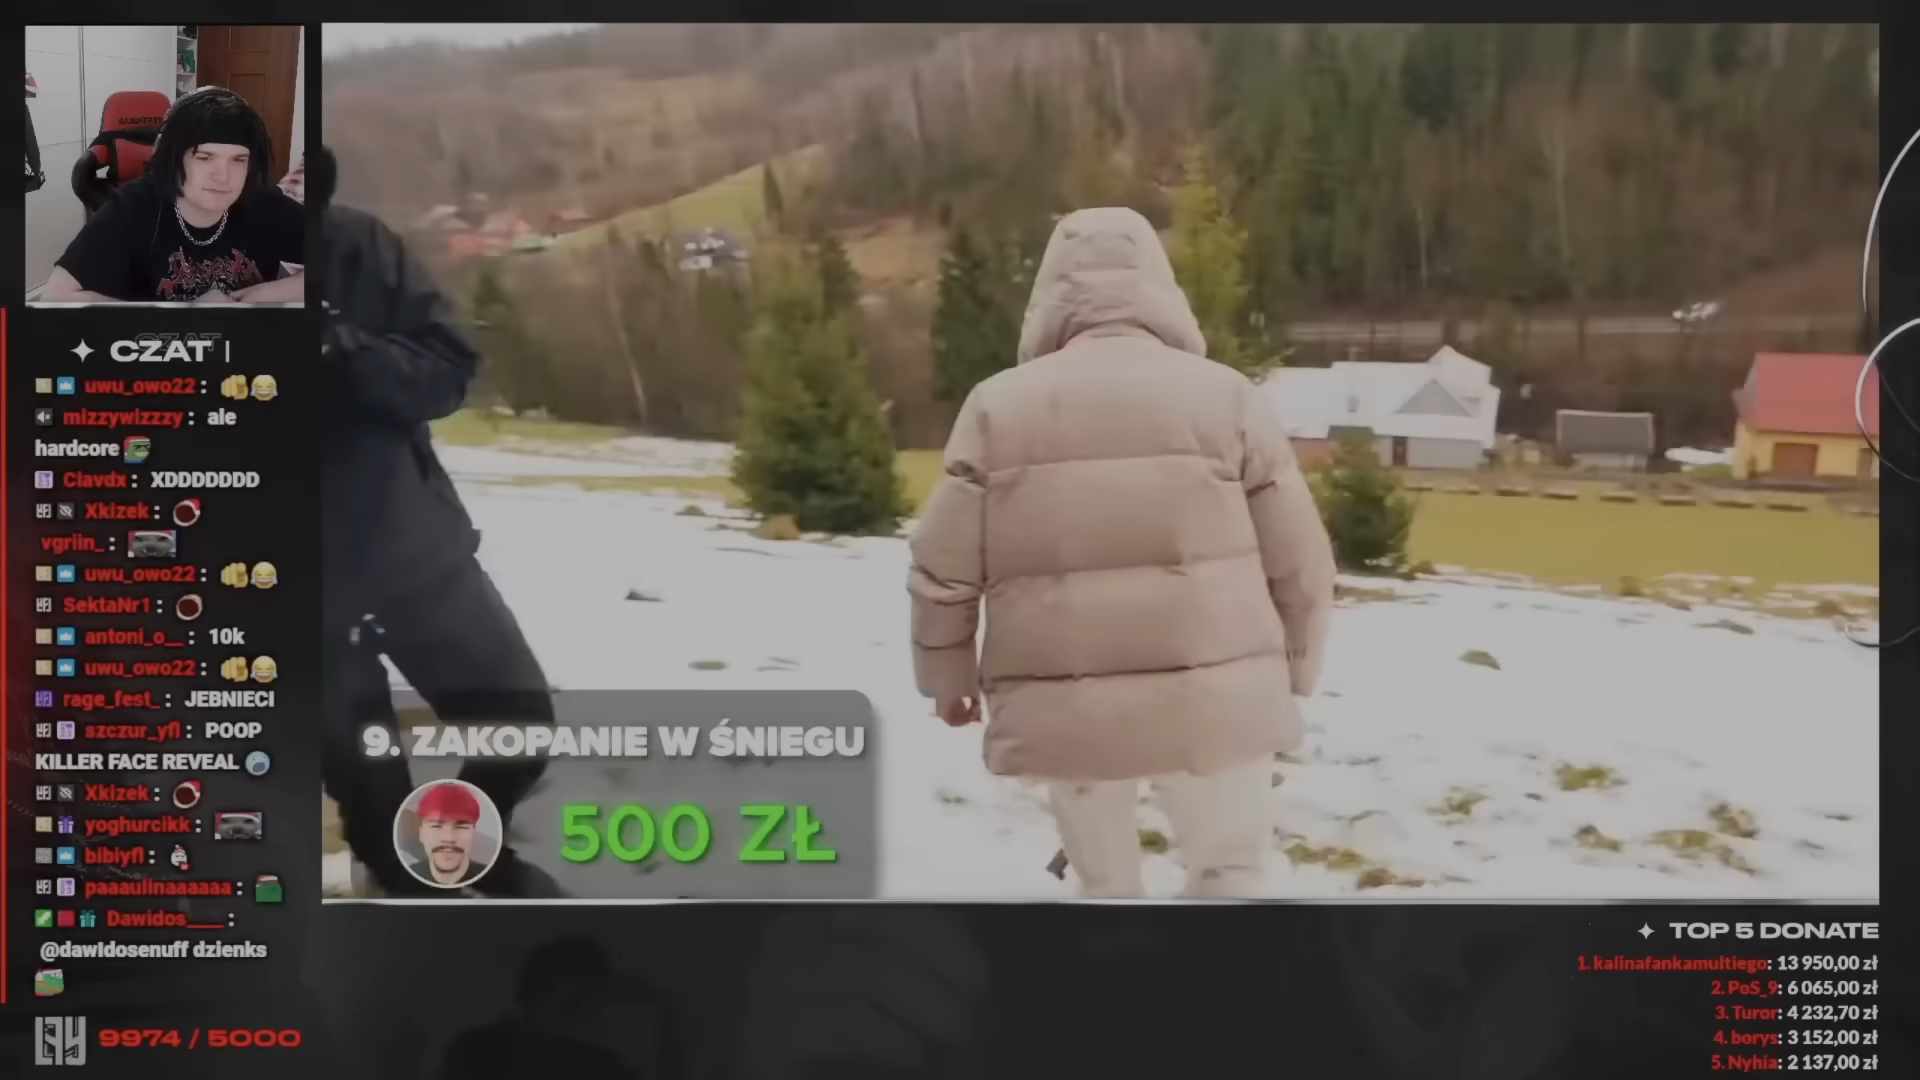 CZAT
uwu_owo22 :
mizzywizzzy : ale
hardcore
Clavdx : XDDDDDDD
Xkizek :
vgriin_ :
uwu_owo22 :
SektaNr1 :
antoni_o__ : 10k
uwu_owo22 :
rage_fest_ : JEBNIECI
szczur_yfl : POOP
KILLER FACE REVEAL
Xkizek :
yoghurcikk :
bibiyfl :
paaaulinaaaaaa :
Dawidos____ :
@dawidosenuff dzienks
9974 / 5000
9. ZAKOPANIE W ŚNIEGU
500 ZŁ
TOP 5 DONATE
1. kalinafankamultiego: 13 950,00 zł
2. PoS_9: 6 065,00 zł
3. Turor: 4 232,70 zł
4. borys: 3 152,00 zł
5. Nyhia: 2 137,00 zł